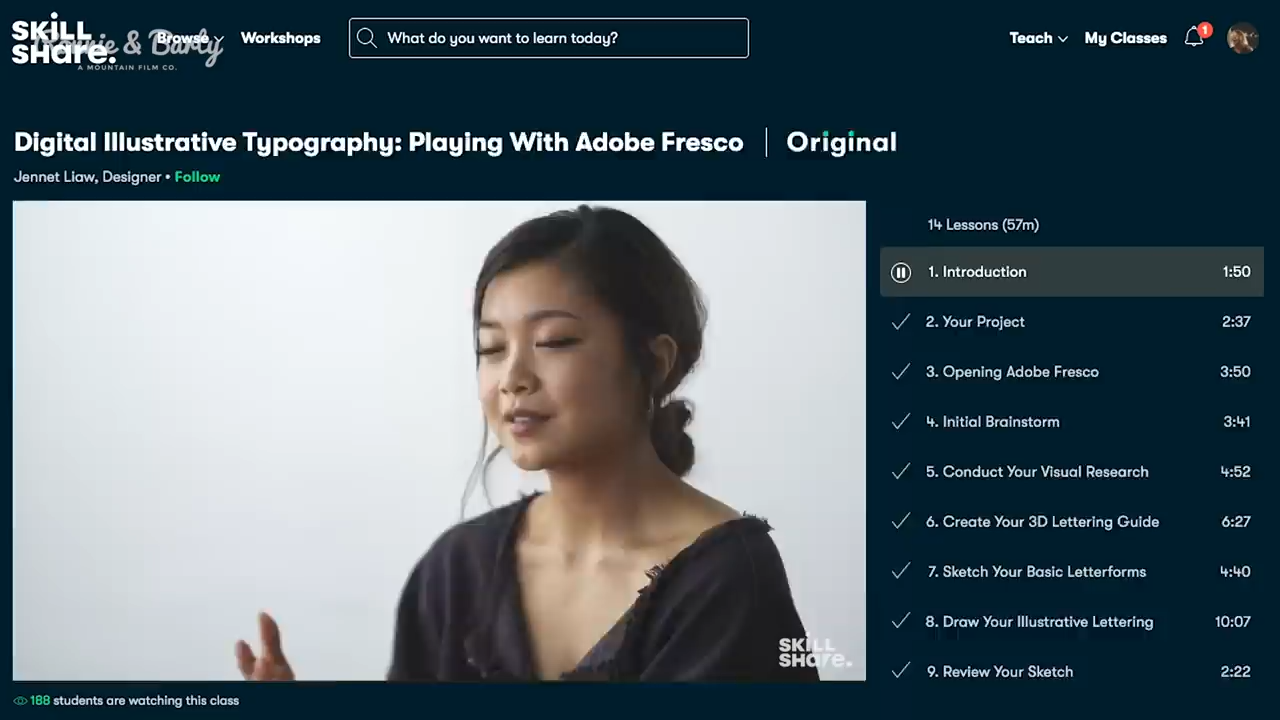 SKILL
SHARE.
Browse
Workshops
What do you want to learn today?
Teach
My Classes
1
& Barty
A MOUNTAIN FILM CO.
Digital Illustrative Typography: Playing With Adobe Fresco | Original
Jennet Liaw, Designer • Follow
14 Lessons (57m)
1. Introduction 1:50
2. Your Project 2:37
3. Opening Adobe Fresco 3:50
4. Initial Brainstorm 3:41
5. Conduct Your Visual Research 4:52
6. Create Your 3D Lettering Guide 6:27
7. Sketch Your Basic Letterforms 4:40
8. Draw Your Illustrative Lettering 10:07
9. Review Your Sketch 2:22
SKILL
SHARE.
188 students are watching this class